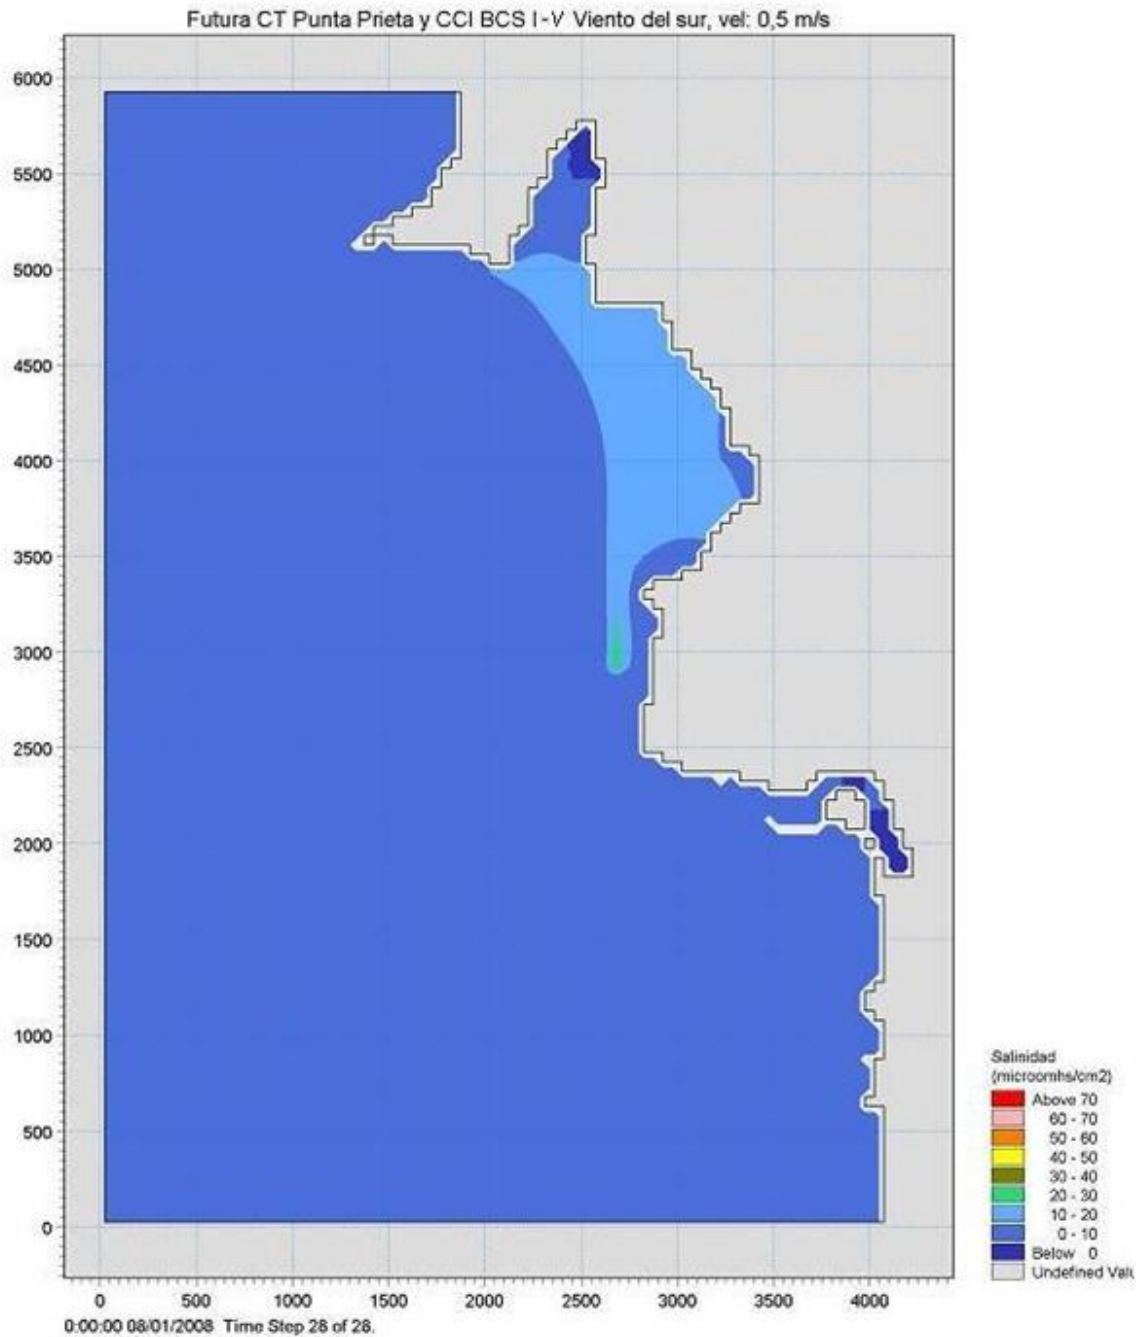 Futura CT Punta Prieta y CCI BCS I-V Viento del sur, vel: 0,5 m/s
6000
5500
5000
4500
4000
3500
3000
2500
2000
1500
1000
500
0
0 500 1000 1500 2000 2500 3000 3500 4000
0:00:00 08/01/2008 Time Step 28 of 28.
Salinidad
(microomhs/cm2)
Above 70
60 - 70
50 - 60
40 - 50
30 - 40
20 - 30
10 - 20
0 - 10
Below 0
Undefined Valu